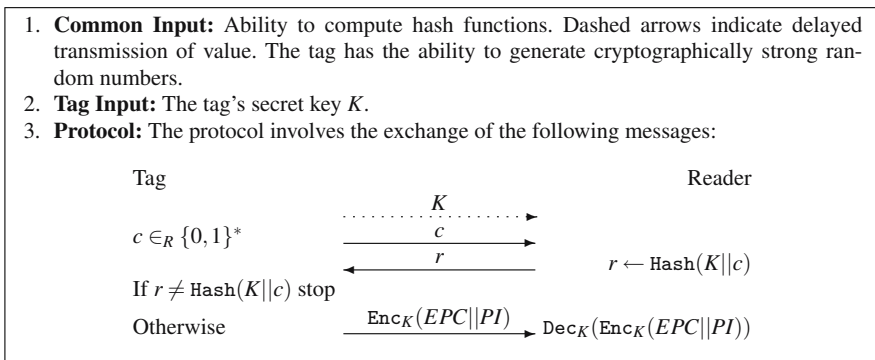 1. Common Input: Ability to compute hash functions. Dashed arrows indicate delayed
transmission of value. The tag has the ability to generate cryptographically strong ran-
dom numbers.
2. Tag Input: The tag's secret key K.
3. Protocol: The protocol involves the exchange of the following messages:
Tag Reader
K
c ∈R {0,1}* c
r r ← Hash(K||c)
If r ≠ Hash(K||c) stop
Otherwise EncK(EPC||PI) DecK(EncK(EPC||PI))